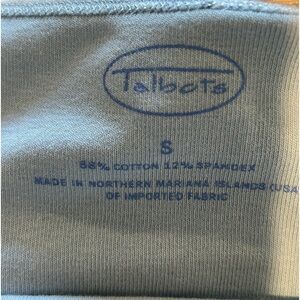 Talbots
S
88% COTTON 12% SPANDEX
MADE IN NORTHERN MARIANA ISLANDS (USA
OF IMPORTED FABRIC